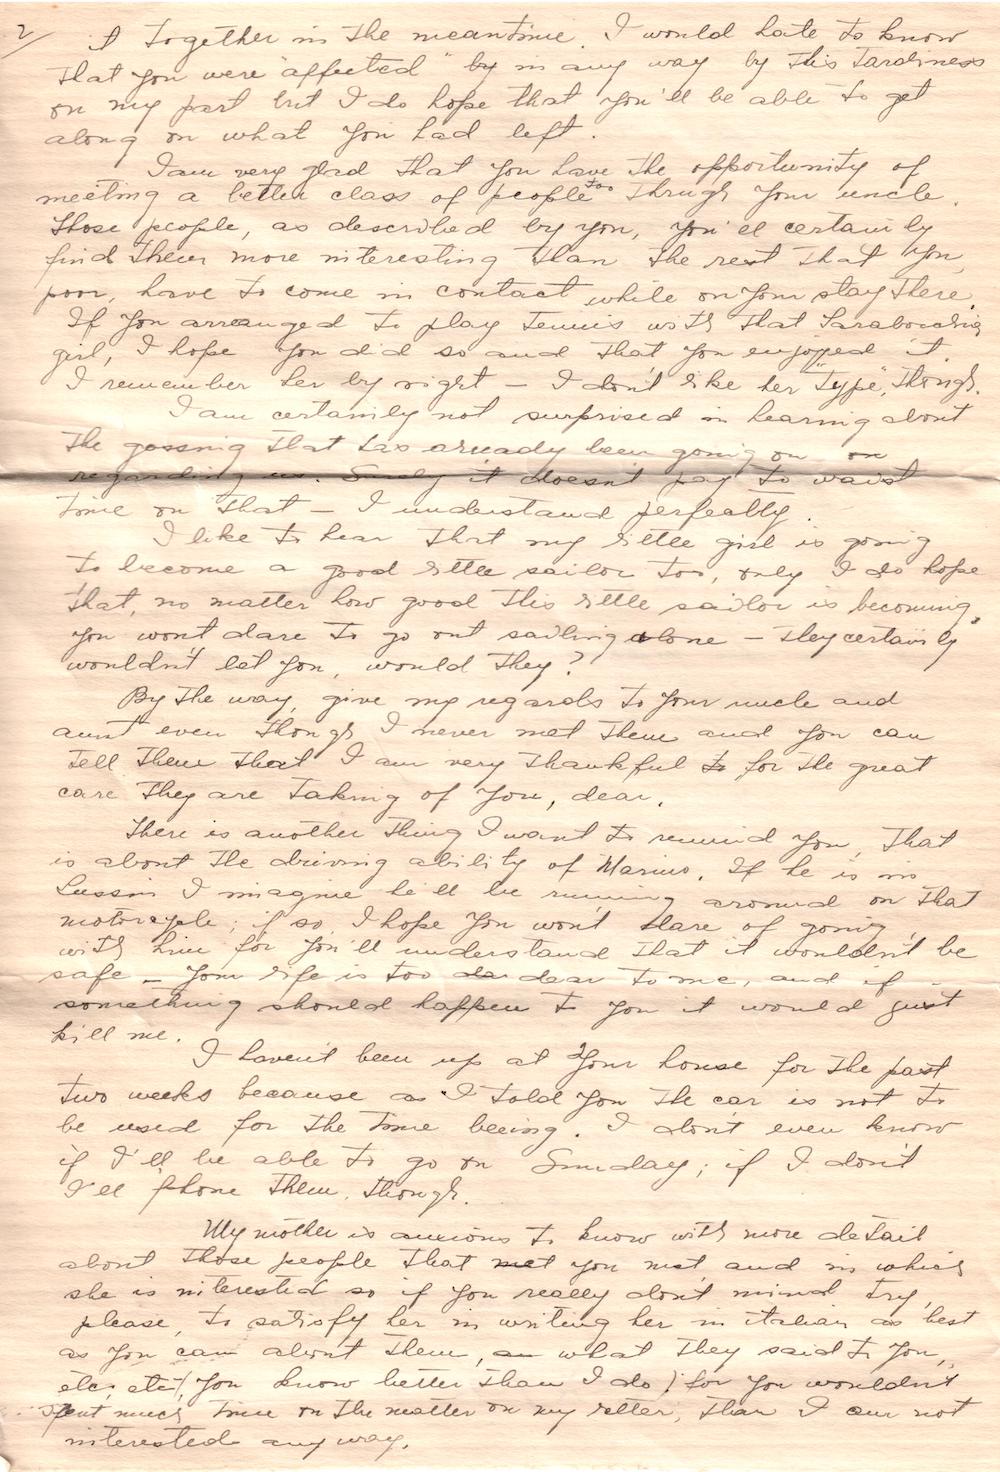 2/
it together in the meantime. I would hate to know
that you were "affected" by in any way by this tardiness
on my part but I do hope that you'll be able to get
along on what you had left.
I am very glad that you have the opportunity of
meeting a better class of people too through your uncle.
Those people, as described by you, you'll certainly
find them more interesting than the rest that you,
poor, have to come in contact while on your stay there.
If you arranged to play tennis with that
girl, I hope you did so and that you enjoyed it.
I remember her by sight — I don't like her "type", though.
I am certainly not surprised in hearing about
the gossing that has already been going on on
regarding us. Surely it doesn't pay to waist
time on that — I understand perfectly.
I like to hear that my little girl is going
to become a good little sailor too, only I do hope
that, no matter how good this little sailor is becoming,
you won't dare to go out sailing alone — they certainly
wouldn't let you, would they?
By the way, give my regards to your uncle and
aunt even though I never met them and you can
tell them that I am very thankful to for the great
care they are taking of you, dear.
There is another thing I want to remind you, that
is about the driving ability of Marino. If he is in
Lussin I imagine he'll be running around on that
motorcycle; if so, I hope you won't dare of going
with him for you'll understand that it wouldn't be
safe — your life is too dear to me, and if
something should happen to you it would just
kill me.
I haven't been up at your house for the past
two weeks because as I told you the car is not to
be used for the time beeing. I don't even know
if I'll be able to go on Sunday; if I don't
I'll 'phone them, though.
My mother is anxious to know with more detail
about those people that met you met and in which
she is interested so if you really don't mind try,
please, to satisfy her in writing her in italian as best
as you can about them, on what they said to you,
etc, etc, (you know better than I do) for you wouldn't
spent much time on the matter on my letter, than I am not
interested any way.